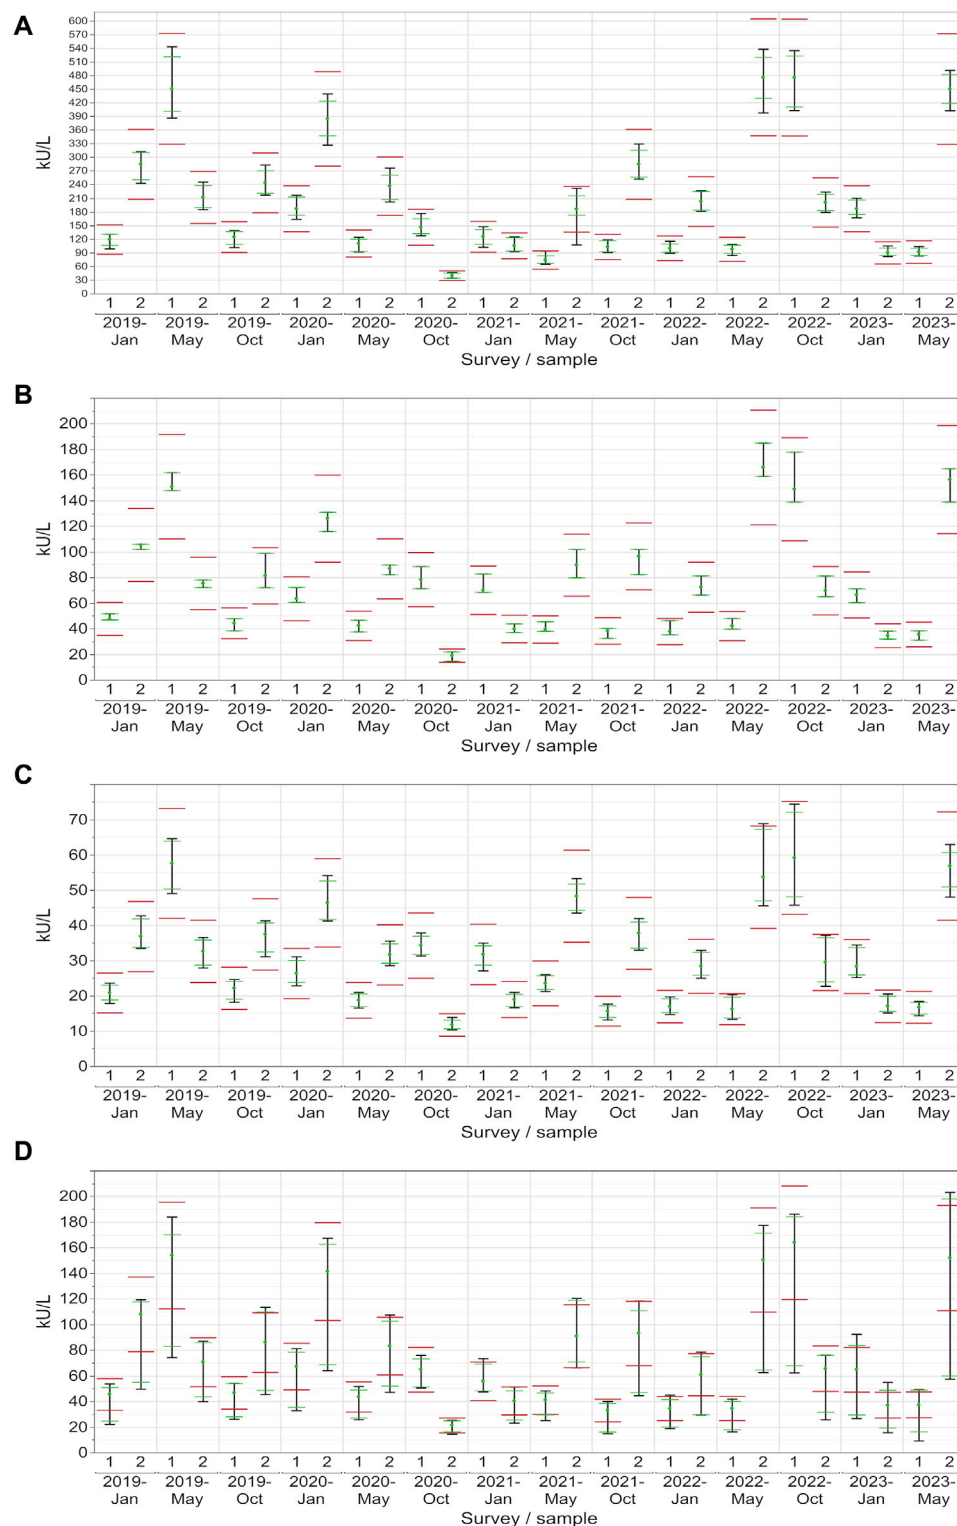 A
kU/L
600
570
540
510
480
450
420
390
360
330
300
270
240
210
180
150
120
90
60
30
0
1 2 1 2 1 2 1 2 1 2 1 2 1 2 1 2 1 2 1 2 1 2 1 2 1 2 1 2
2019- 2019- 2019- 2020- 2020- 2020- 2021- 2021- 2021- 2022- 2022- 2022- 2023- 2023-
Jan May Oct Jan May Oct Jan May Oct Jan May Oct Jan May
Survey / sample
B
kU/L
200
180
160
140
120
100
80
60
40
20
0
1 2 1 2 1 2 1 2 1 2 1 2 1 2 1 2 1 2 1 2 1 2 1 2 1 2 1 2
2019- 2019- 2019- 2020- 2020- 2020- 2021- 2021- 2021- 2022- 2022- 2022- 2023- 2023-
Jan May Oct Jan May Oct Jan May Oct Jan May Oct Jan May
Survey / sample
C
kU/L
70
60
50
40
30
20
10
0
1 2 1 2 1 2 1 2 1 2 1 2 1 2 1 2 1 2 1 2 1 2 1 2 1 2 1 2
2019- 2019- 2019- 2020- 2020- 2020- 2021- 2021- 2021- 2022- 2022- 2022- 2023- 2023-
Jan May Oct Jan May Oct Jan May Oct Jan May Oct Jan May
Survey / sample
D
kU/L
200
180
160
140
120
100
80
60
40
20
0
1 2 1 2 1 2 1 2 1 2 1 2 1 2 1 2 1 2 1 2 1 2 1 2 1 2 1 2
2019- 2019- 2019- 2020- 2020- 2020- 2021- 2021- 2021- 2022- 2022- 2022- 2023- 2023-
Jan May Oct Jan May Oct Jan May Oct Jan May Oct Jan May
Survey / sample